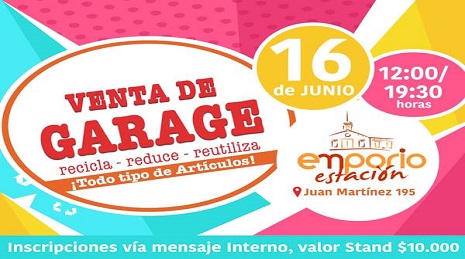 VENTA DE
GARAGE
recicla - reduce - reutiliza
¡Todo tipo de Artículos!
16
de JUNIO
12:00/
19:30
horas
emporio
estación
Juan Martínez 195
Inscripciones vía mensaje Interno, valor Stand $10.000